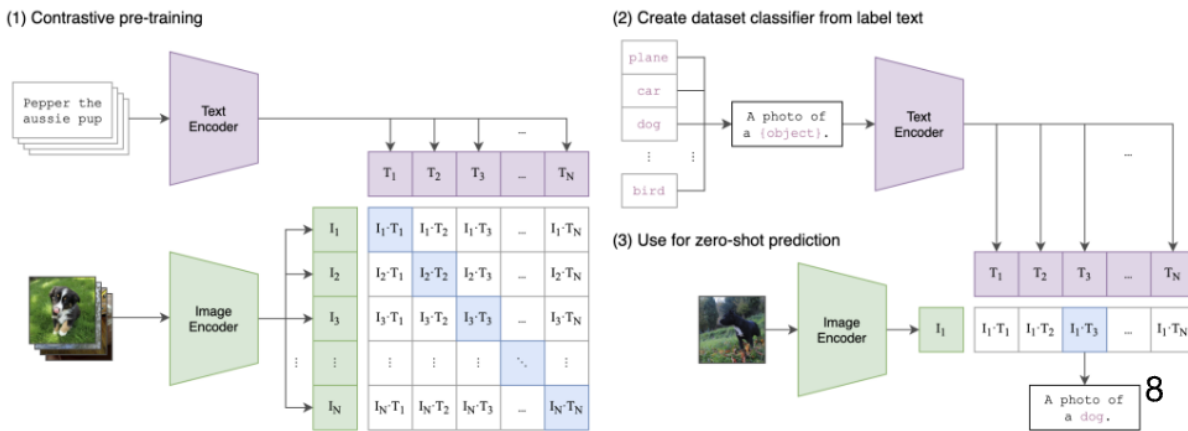 (1) Contrastive pre-training
Pepper the
aussie pup
Text
Encoder
T1 T2 T3 ... TN
I1 I1·T1 I1·T2 I1·T3 ... I1·TN
I2 I2·T1 I2·T2 I2·T3 ... I2·TN
I3 I3·T1 I3·T2 I3·T3 ... I3·TN
⋮ ⋮ ⋮ ⋮ ⋮ ⋱ ⋮
IN IN·T1 IN·T2 IN·T3 ... IN·TN
Image
Encoder
...
(2) Create dataset classifier from label text
plane
car
dog
⋮ ⋮
bird
A photo of
a {object}.
Text
Encoder
...
(3) Use for zero-shot prediction
Image
Encoder
T1 T2 T3 ... TN
I1 I1·T1 I1·T2 I1·T3 ... I1·TN
A photo of
a dog.
8